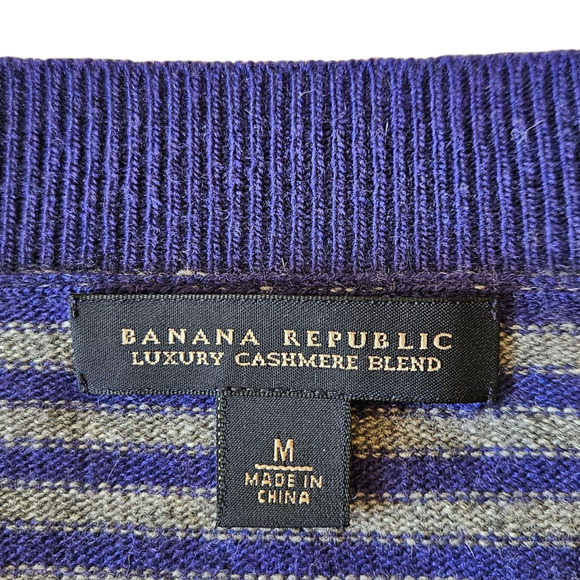 BANANA REPUBLIC
LUXURY CASHMERE BLEND
M
MADE IN
CHINA